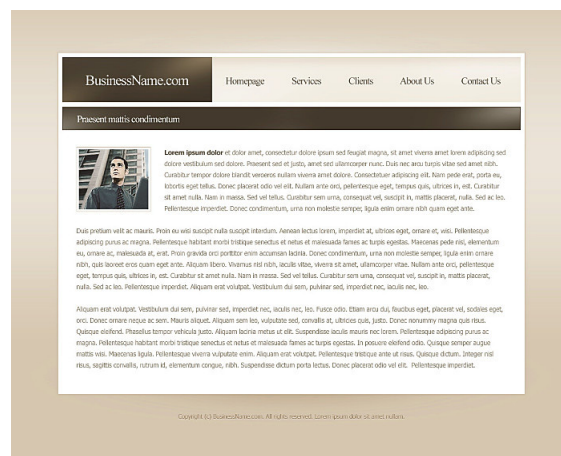 BusinessName.com
Homepage Services Clients About Us Contact Us
Praesent mattis condimentum
Lorem ipsum dolor et dolor amet, consectetur dolore ipsum sed feugiat magna, sit amet viverra amet lorem adipiscing sed
dolore vestibulum sed dolore. Praesent sed et justo, amet sed ullamcorper nunc. Duis nec arcu turpis vitae sed amet nibh.
Curabitur tempor dolore blandit veroeros nullam viverra amet dolore. Consectetuer adipiscing elit. Nam pede erat, porta eu,
lobortis eget tellus. Donec placerat odio vel elit. Nullam ante orci, pellentesque eget, tempus quis, ultrices in, est. Curabitur
sit amet nulla. Nam in massa. Sed vel tellus. Curabitur sem urna, consequat vel, suscipit in, mattis placerat, nulla. Sed ac leo.
Pellentesque imperdiet. Donec condimentum, urna non molestie semper, ligula enim ornare nibh quam eget ante.
Duis pretium velit ac mauris. Proin eu wisi suscipit nulla suscipit interdum. Aenean lectus lorem, imperdiet at, ultrices eget, ornare et, wisi. Pellentesque
adipiscing purus ac magna. Pellentesque habitant morbi tristique senectus et netus et malesuada fames ac turpis egestas. Maecenas pede nisl, elementum
eu, ornare ac, malesuada at, erat. Proin gravida orci porttitor enim accumsan lacinia. Donec condimentum, urna non molestie semper, ligula enim ornare
nibh, quis laoreet eros quam eget ante. Aliquam libero. Vivamus nisl nibh, iaculis vitae, viverra sit amet, ullamcorper vitae. Nullam ante orci, pellentesque
eget, tempus quis, ultrices in, est. Curabitur sit amet nulla. Nam in massa. Sed vel tellus. Curabitur sem urna, consequat vel, suscipit in, mattis placerat,
nulla. Sed ac leo. Pellentesque imperdiet. Aliquam erat volutpat. Vestibulum dui sem, pulvinar sed, imperdiet nec, iaculis nec, leo.
Aliquam erat volutpat. Vestibulum dui sem, pulvinar sed, imperdiet nec, iaculis nec, leo. Fusce odio. Etiam arcu dui, faucibus eget, placerat vel, sodales eget,
orci. Donec ornare neque ac sem. Mauris aliquet. Aliquam sem leo, vulputate sed, convallis at, ultricies quis, justo. Donec nonummy magna quis risus.
Quisque eleifend. Phasellus tempor vehicula justo. Aliquam lacinia metus ut elit. Suspendisse iaculis mauris nec lorem. Pellentesque adipiscing purus ac
magna. Pellentesque habitant morbi tristique senectus et netus et malesuada fames ac turpis egestas. In posuere eleifend odio. Quisque semper augue
mattis wisi. Maecenas ligula. Pellentesque viverra vulputate enim. Aliquam erat volutpat. Pellentesque tristique ante ut risus. Quisque dictum. Integer nisl
risus, sagittis convallis, rutrum id, elementum congue, nibh. Suspendisse dictum porta lectus. Donec placerat odio vel elit. Pellentesque imperdiet.
Copyright (c) BusinessName.com. All rights reserved. Lorem ipsum dolor sit amet nullam.